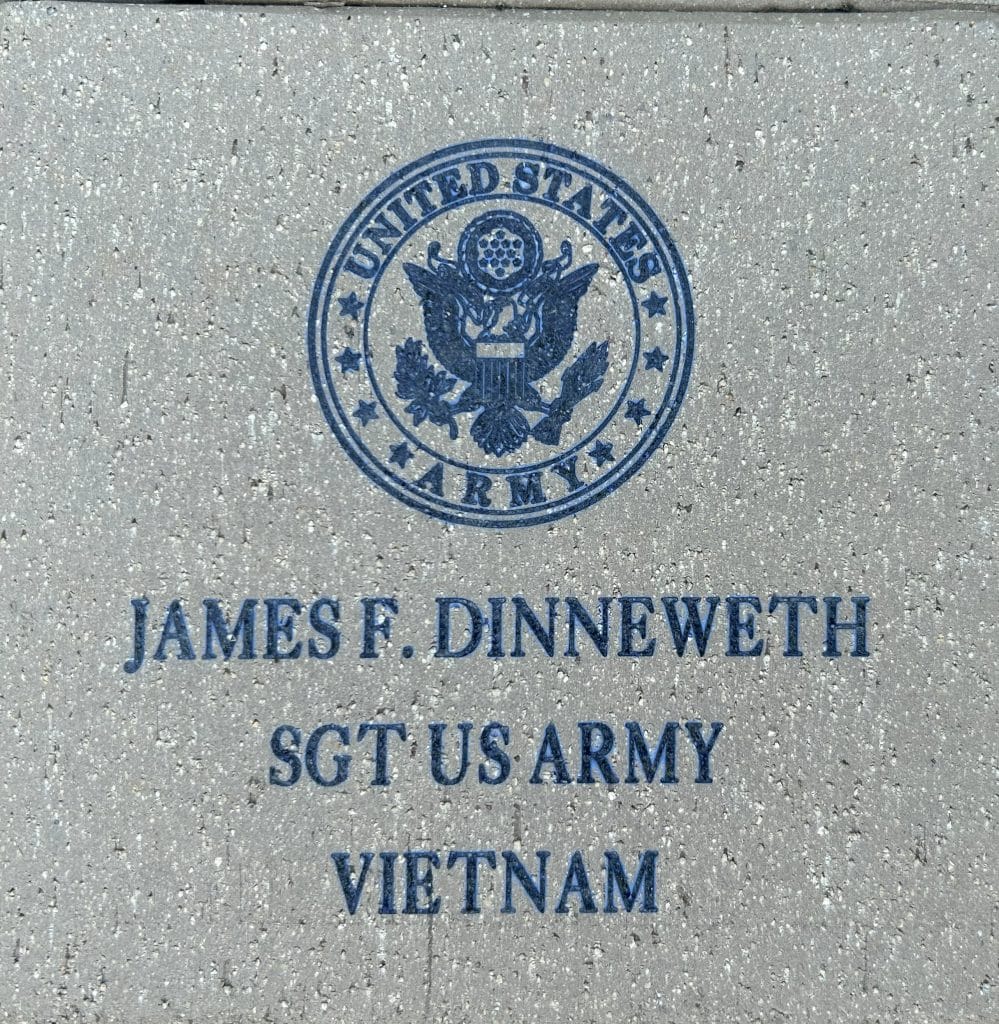 UNITED STATES
ARMY
JAMES F. DINNEWETH
SGT US ARMY
VIETNAM